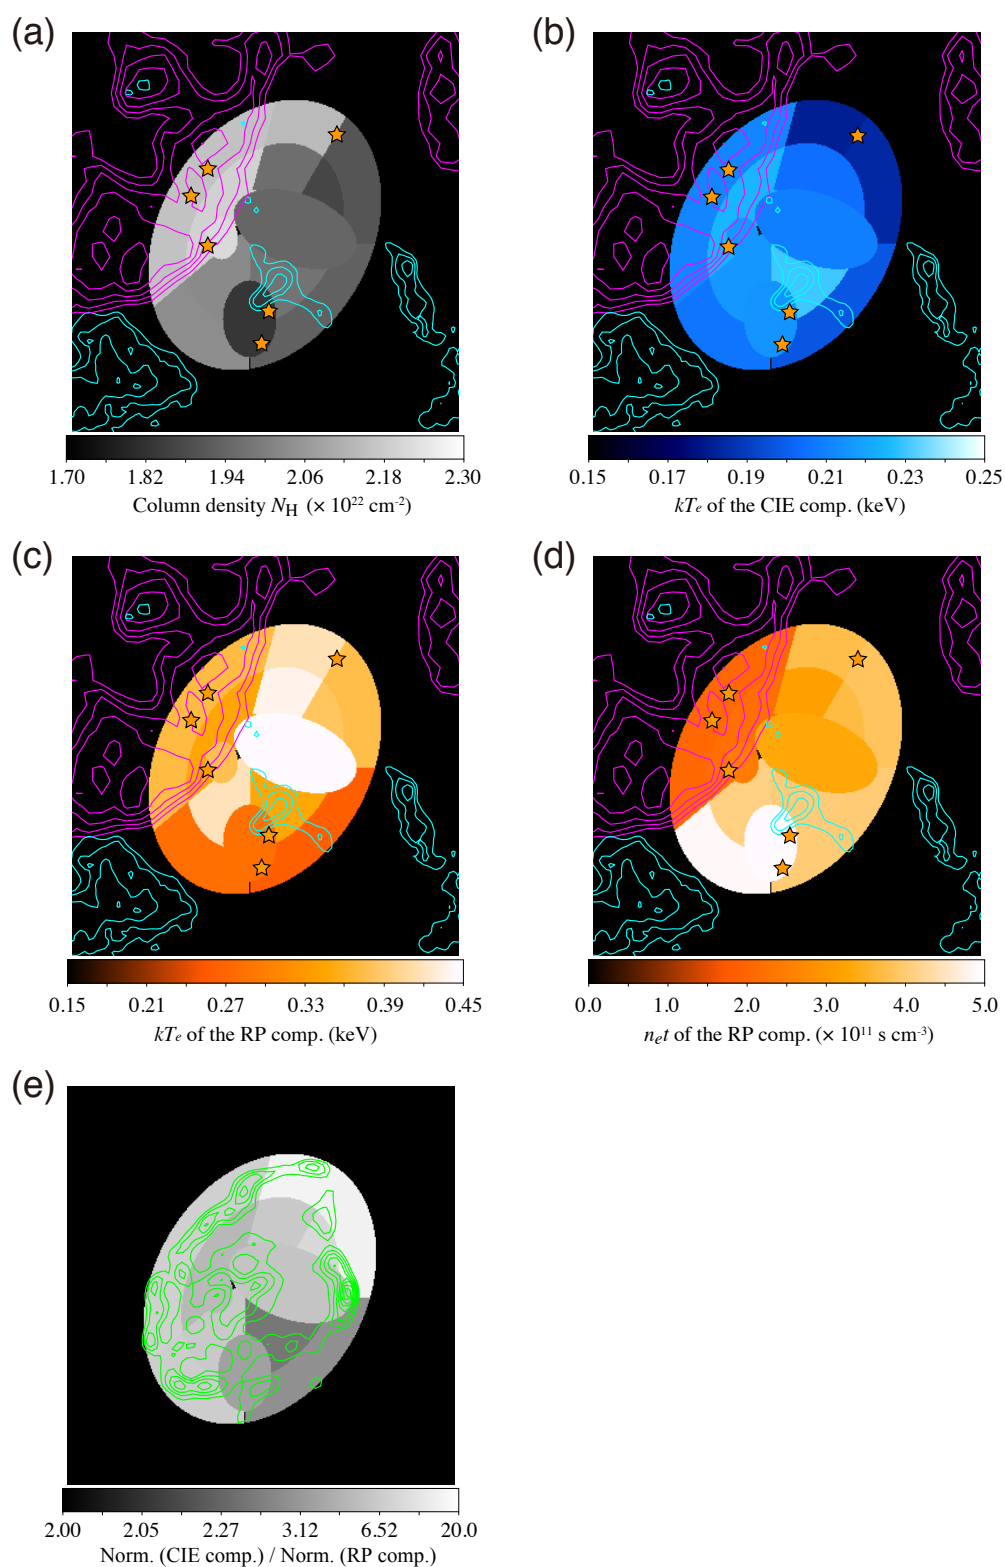 (a)
(b)
1.70 1.82 1.94 2.06 2.18 2.30
Column density N_H (× 10²² cm⁻²)
0.15 0.17 0.19 0.21 0.23 0.25
kT_e of the CIE comp. (keV)
(c)
(d)
0.15 0.21 0.27 0.33 0.39 0.45
kT_e of the RP comp. (keV)
0.0 1.0 2.0 3.0 4.0 5.0
n_e t of the RP comp. (× 10¹¹ s cm⁻³)
(e)
2.00 2.05 2.27 3.12 6.52 20.0
Norm. (CIE comp.) / Norm. (RP comp.)